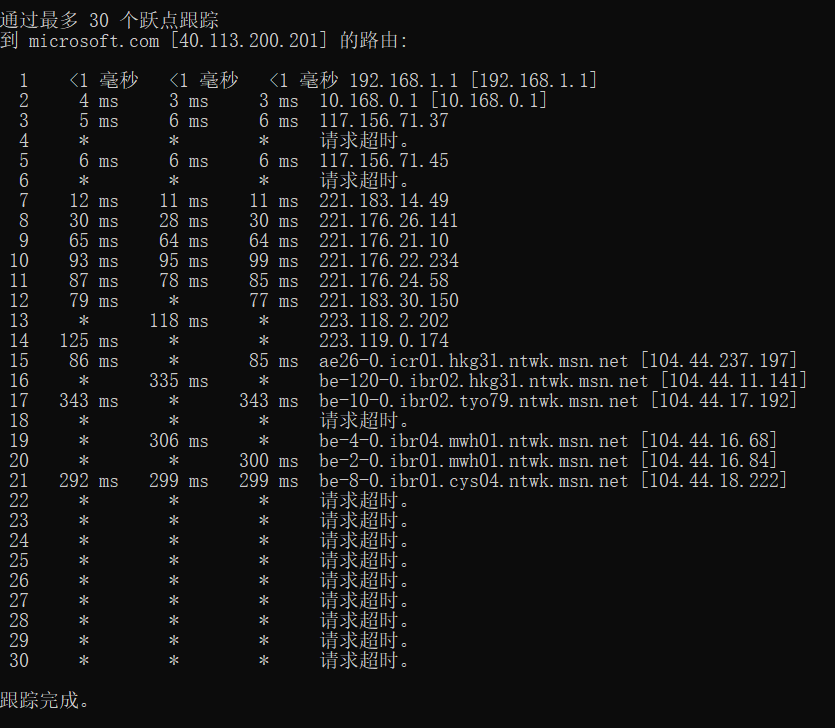 通过最多 30 个跃点跟踪
到 microsoft.com [40.113.200.201] 的路由:
1 <1 毫秒 <1 毫秒 <1 毫秒 192.168.1.1 [192.168.1.1]
2 4 ms 3 ms 3 ms 10.168.0.1 [10.168.0.1]
3 5 ms 6 ms 6 ms 117.156.71.37
4 * * * 请求超时。
5 6 ms 6 ms 6 ms 117.156.71.45
6 * * * 请求超时。
7 12 ms 11 ms 11 ms 221.183.14.49
8 30 ms 28 ms 30 ms 221.176.26.141
9 65 ms 64 ms 64 ms 221.176.21.10
10 93 ms 95 ms 99 ms 221.176.22.234
11 87 ms 78 ms 85 ms 221.176.24.58
12 79 ms * 77 ms 221.183.30.150
13 * 118 ms * 223.118.2.202
14 125 ms * * 223.119.0.174
15 86 ms * 85 ms ae26-0.icr01.hkg31.ntwk.msn.net [104.44.237.197]
16 * 335 ms * be-120-0.ibr02.hkg31.ntwk.msn.net [104.44.11.141]
17 343 ms * 343 ms be-10-0.ibr02.tyo79.ntwk.msn.net [104.44.17.192]
18 * * * 请求超时。
19 * 306 ms * be-4-0.ibr04.mwh01.ntwk.msn.net [104.44.16.68]
20 * * 300 ms be-2-0.ibr01.mwh01.ntwk.msn.net [104.44.16.84]
21 292 ms 299 ms 299 ms be-8-0.ibr01.cys04.ntwk.msn.net [104.44.18.222]
22 * * * 请求超时。
23 * * * 请求超时。
24 * * * 请求超时。
25 * * * 请求超时。
26 * * * 请求超时。
27 * * * 请求超时。
28 * * * 请求超时。
29 * * * 请求超时。
30 * * * 请求超时。
跟踪完成。